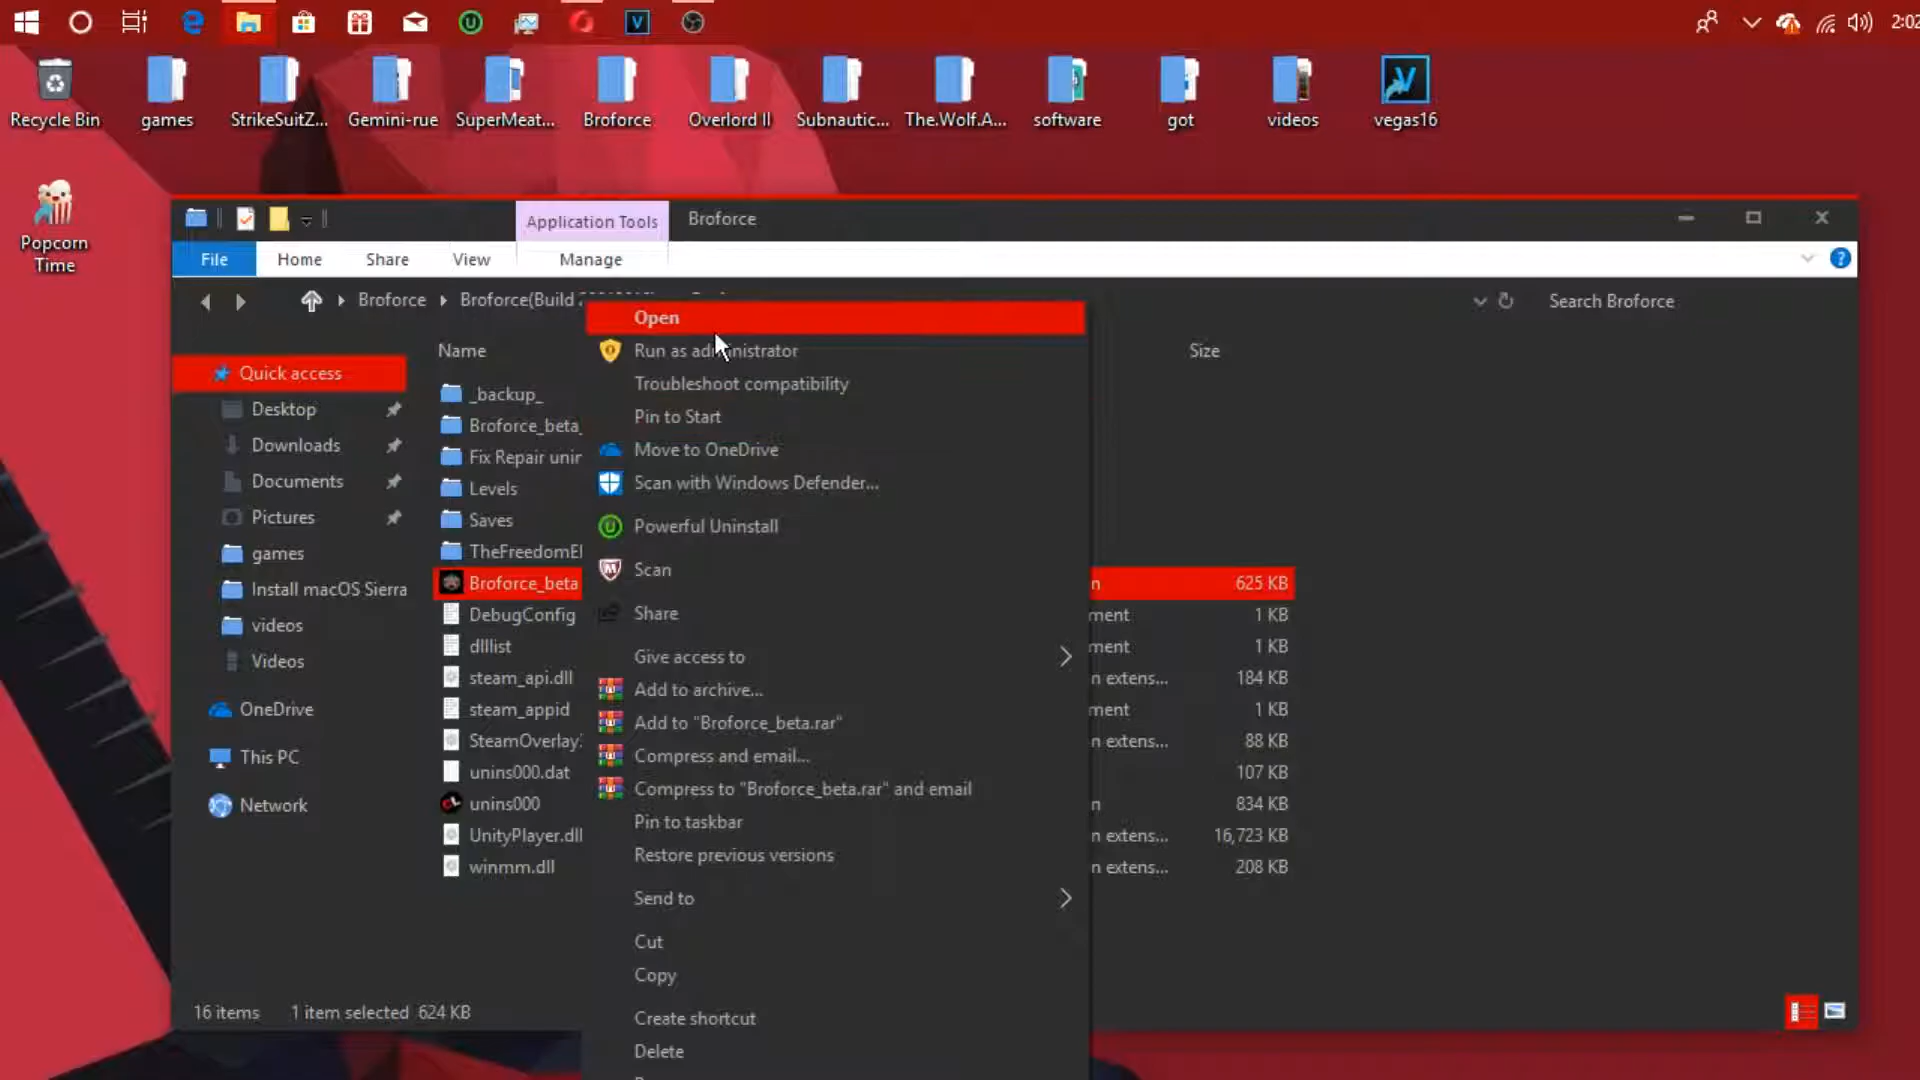 2:02
Recycle Bin
games
StrikeSuitZ...
Gemini-rue
SuperMeat...
Broforce
Overlord II
Subnautic...
The.Wolf.A...
software
got
videos
vegas16
Popcorn
Time
Application Tools
Broforce
File
Home
Share
View
Manage
Broforce
Broforce(Build
Search Broforce
Name
Size
Quick access
Desktop
Downloads
Documents
Pictures
games
Install macOS Sierra
videos
Videos
OneDrive
This PC
Network
_backup_
Broforce_beta_
Fix Repair unin
Levels
Saves
TheFreedomE
Broforce_beta
n
625 KB
DebugConfig
ment
1 KB
dlllist
ment
1 KB
steam_api.dll
n extens...
184 KB
steam_appid
ment
1 KB
SteamOverlay
n extens...
88 KB
unins000.dat
107 KB
unins000
n
834 KB
UnityPlayer.dll
n extens...
16,723 KB
winmm.dll
n extens...
208 KB
Open
Run as administrator
Troubleshoot compatibility
Pin to Start
Move to OneDrive
Scan with Windows Defender...
Powerful Uninstall
Scan
Share
Give access to
Add to archive...
Add to "Broforce_beta.rar"
Compress and email...
Compress to "Broforce_beta.rar" and email
Pin to taskbar
Restore previous versions
Send to
Cut
Copy
Create shortcut
Delete
16 items
1 item selected 624 KB